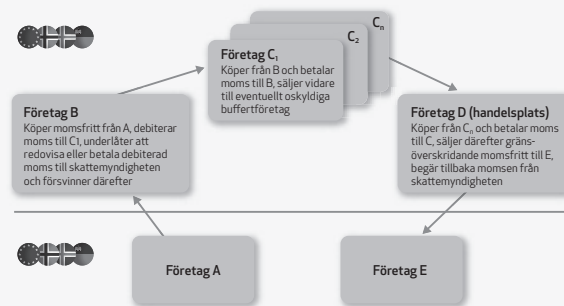 Cₙ
C₂
Företag C₁
Köper från B och betalar
moms till B, säljer vidare
till eventuellt oskyldiga
buffertföretag
Företag B
Köper momsfritt från A, debiterar
moms till C1, underlåter att
redovisa eller betala debiterad
moms till skattemyndigheten
och försvinner därefter
Företag D (handelsplats)
Köper från Cₙ och betalar moms
till C, säljer därefter gräns-
överskridande momsfritt till E,
begär tillbaka momsen från
skattemyndigheten
Företag A
Företag E